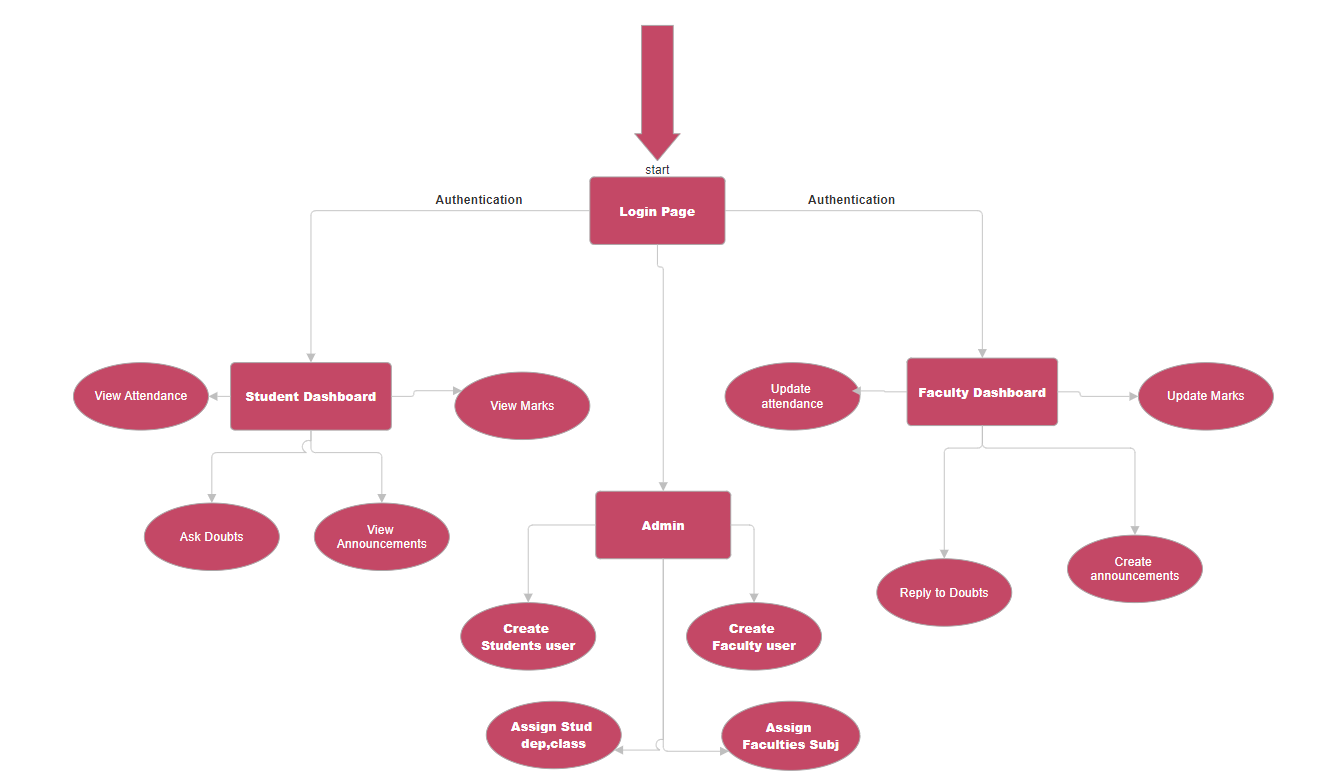 start
Login Page
Authentication
Authentication
Student Dashboard
View Attendance
View Marks
Ask Doubts
View
Announcements
Faculty Dashboard
Update
attendance
Update Marks
Reply to Doubts
Create
announcements
Admin
Create
Students user
Create
Faculty user
Assign Stud
dep,class
Assign
Faculties Subj